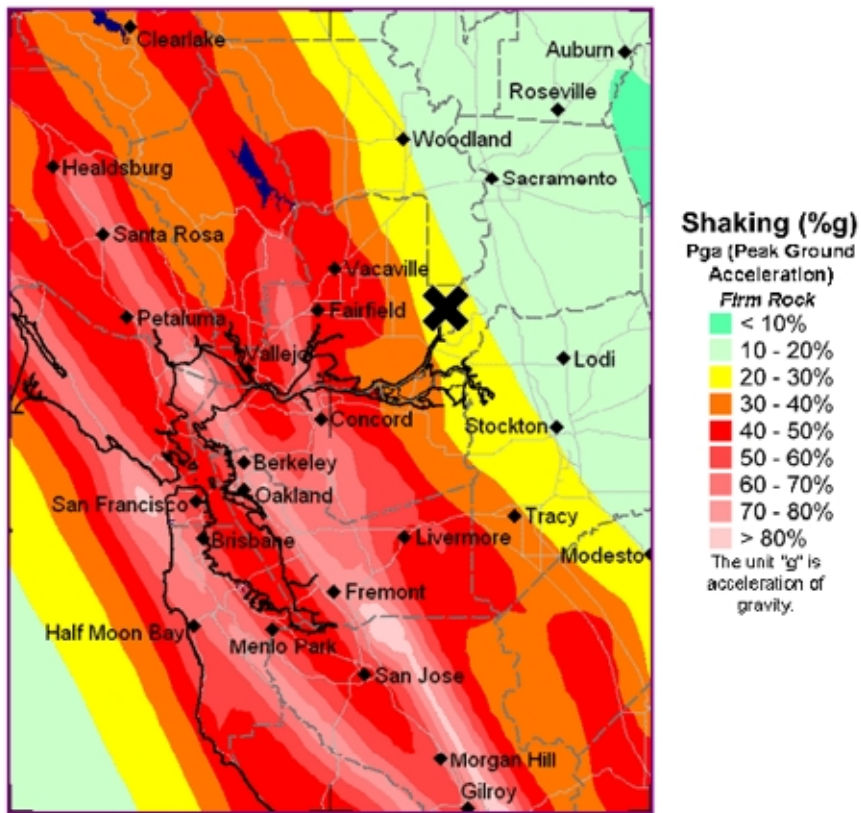 Clearlake
Auburn
Roseville
Woodland
Healdsburg
Sacramento
Santa Rosa
Vacaville
Fairfield
Petaluma
Vallejo
Lodi
Concord
Stockton
Berkeley
Oakland
San Francisco
Tracy
Brisbane
Livermore
Modesto
Fremont
Half Moon Bay
Menlo Park
San Jose
Morgan Hill
Gilroy
Shaking (%g)
Pga (Peak Ground
Acceleration)
Firm Rock
< 10%
10 - 20%
20 - 30%
30 - 40%
40 - 50%
50 - 60%
60 - 70%
70 - 80%
> 80%
The unit "g" is
acceleration of
gravity.